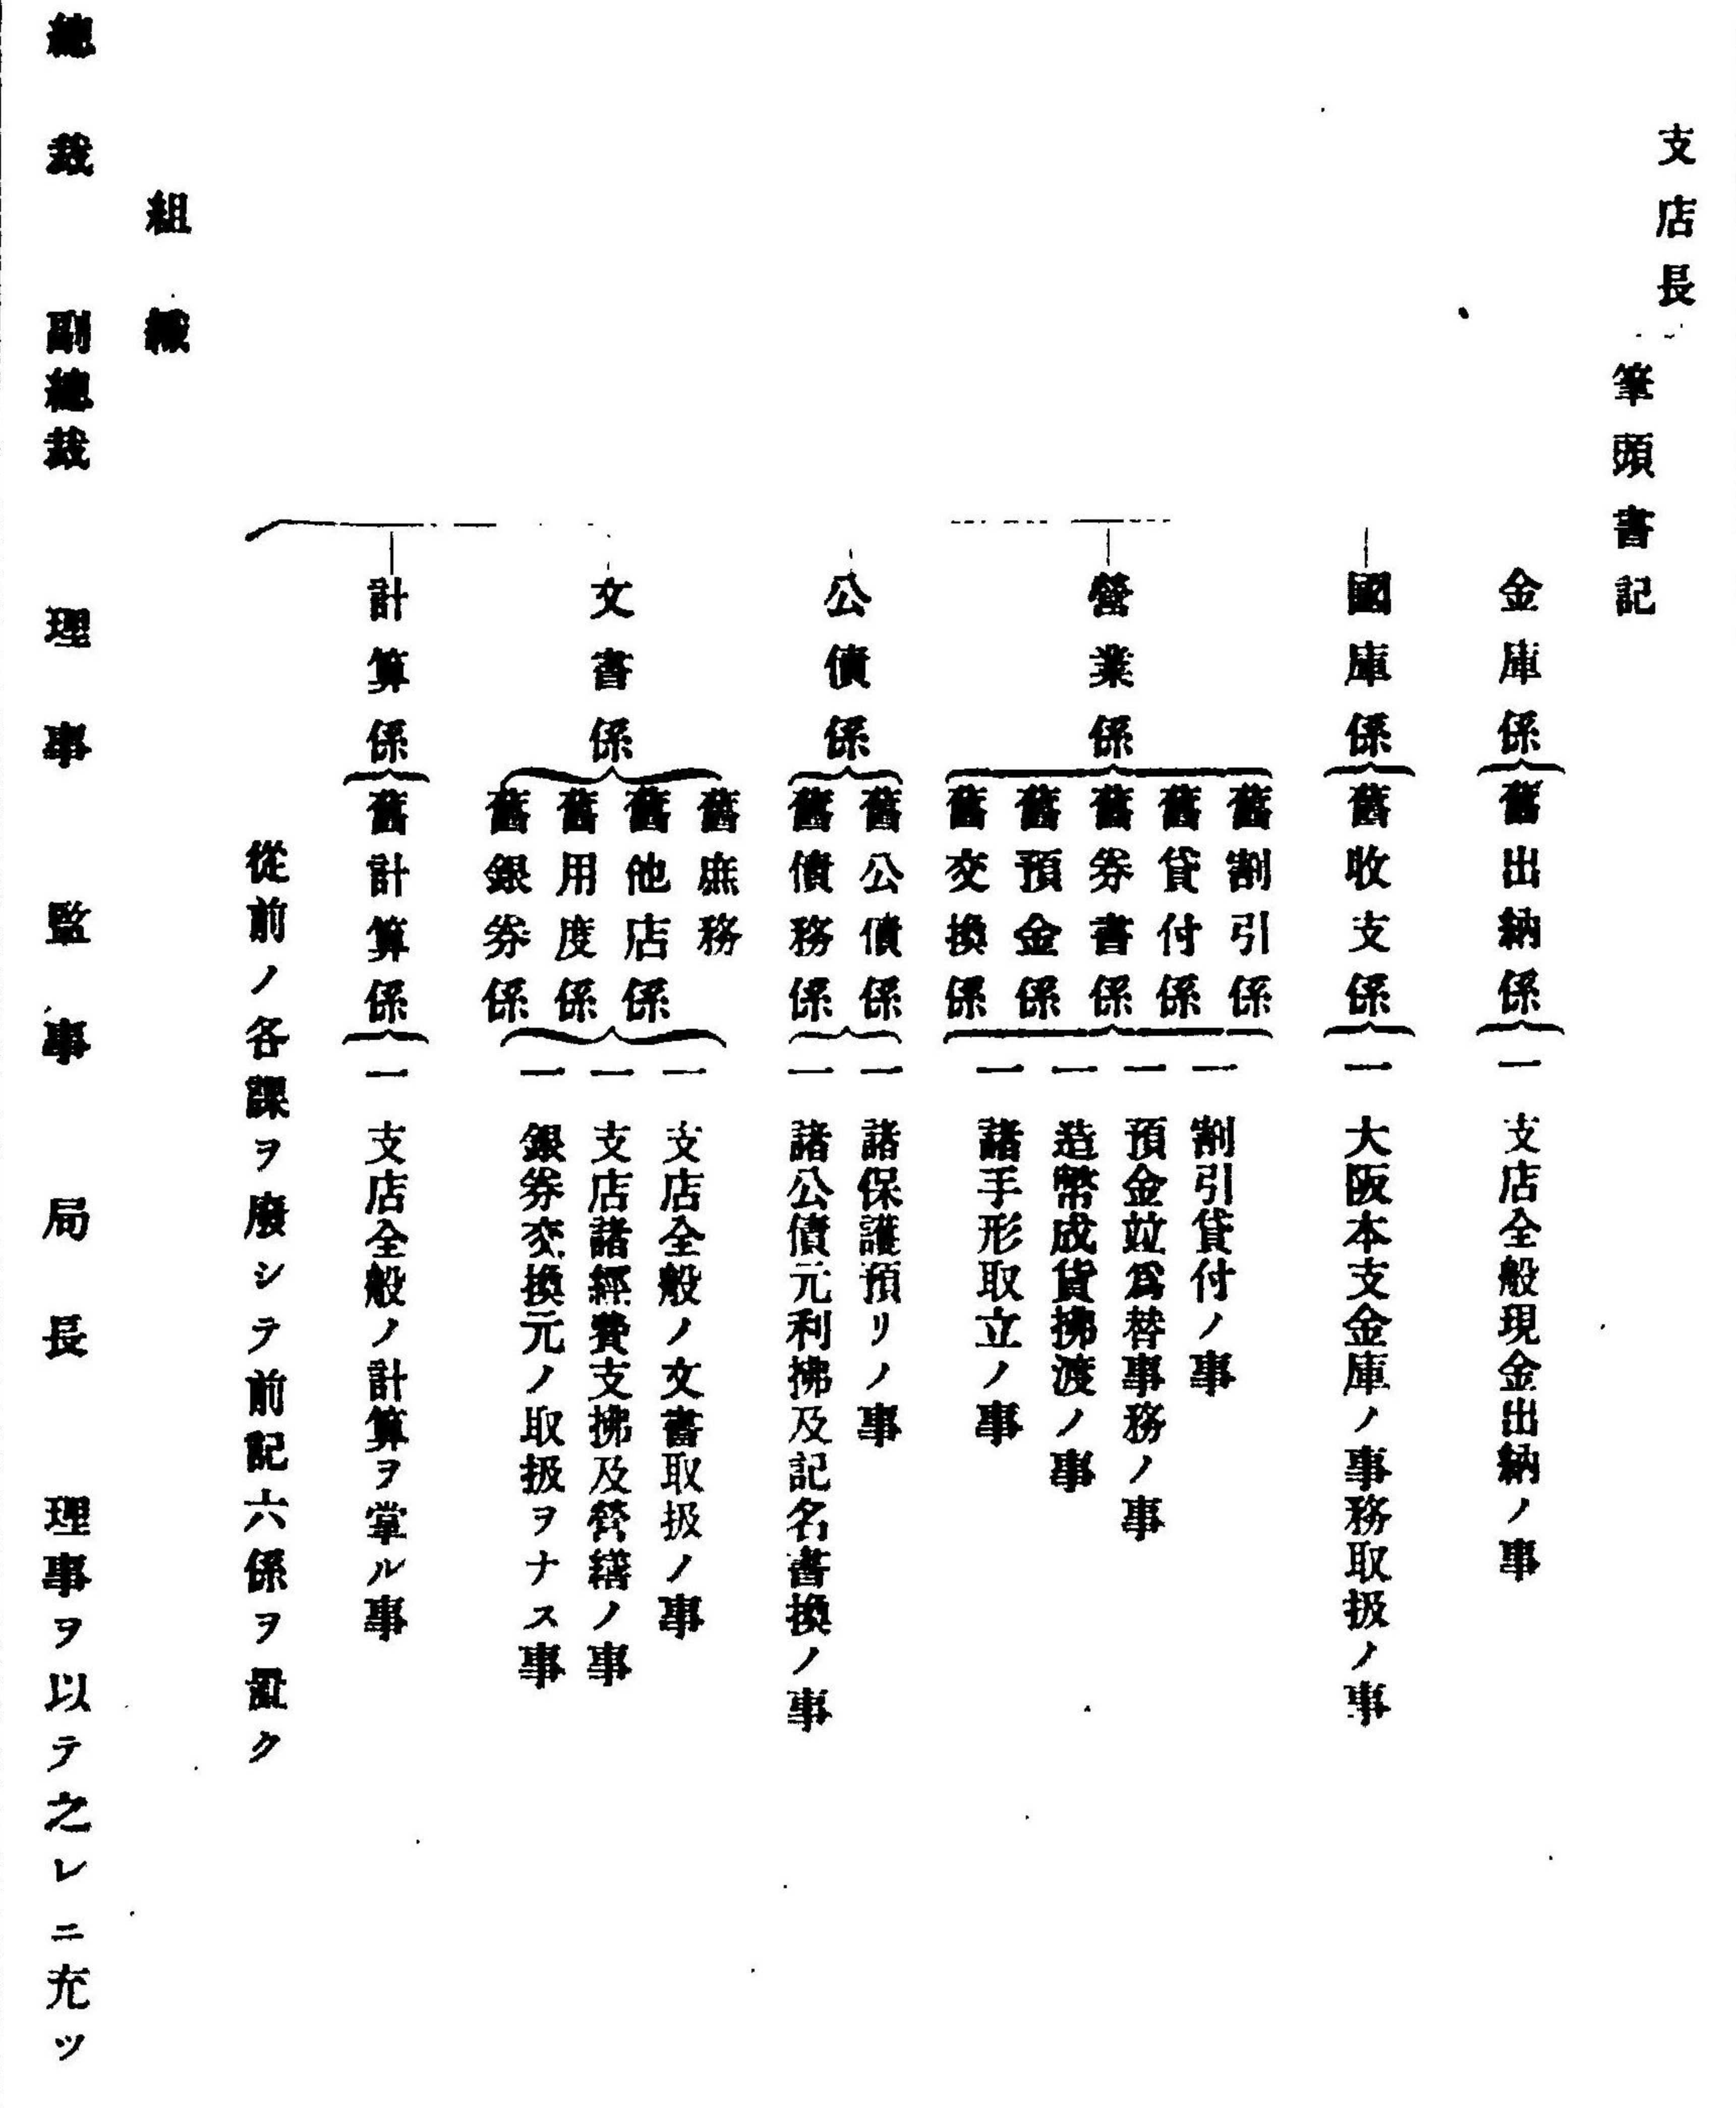 支店長
筆頭書記
金庫係
舊出納係
一 支店全般現金出納ノ事
國庫係
舊收支係
一 大阪本支金庫ノ事務取扱ノ事
營業係
舊割引係
舊貸付係
舊券書係
舊預金係
舊交換係
一 割引貸付ノ事
一 預金竝爲替事務ノ事
一 造幣成貨拂渡ノ事
一 諸手形取立ノ事
公債係
舊公債係
舊債務係
一 諸保護預リノ事
一 諸公債元利拂及記名書換ノ事
文書係
舊庶務
舊他店係
舊用度係
舊銀券係
一 支店全般ノ文書取扱ノ事
一 支店諸經費支拂及營繕ノ事
一 銀券交換元ノ取扱ヲナス事
計算係
舊計算係
一 支店全般ノ計算ヲ掌ル事
從前ノ各課ヲ廢シテ前記六係ヲ置ク
組織
總裁 副總裁 理事 監事 局長 理事ヲ以テ之レニ充ツ